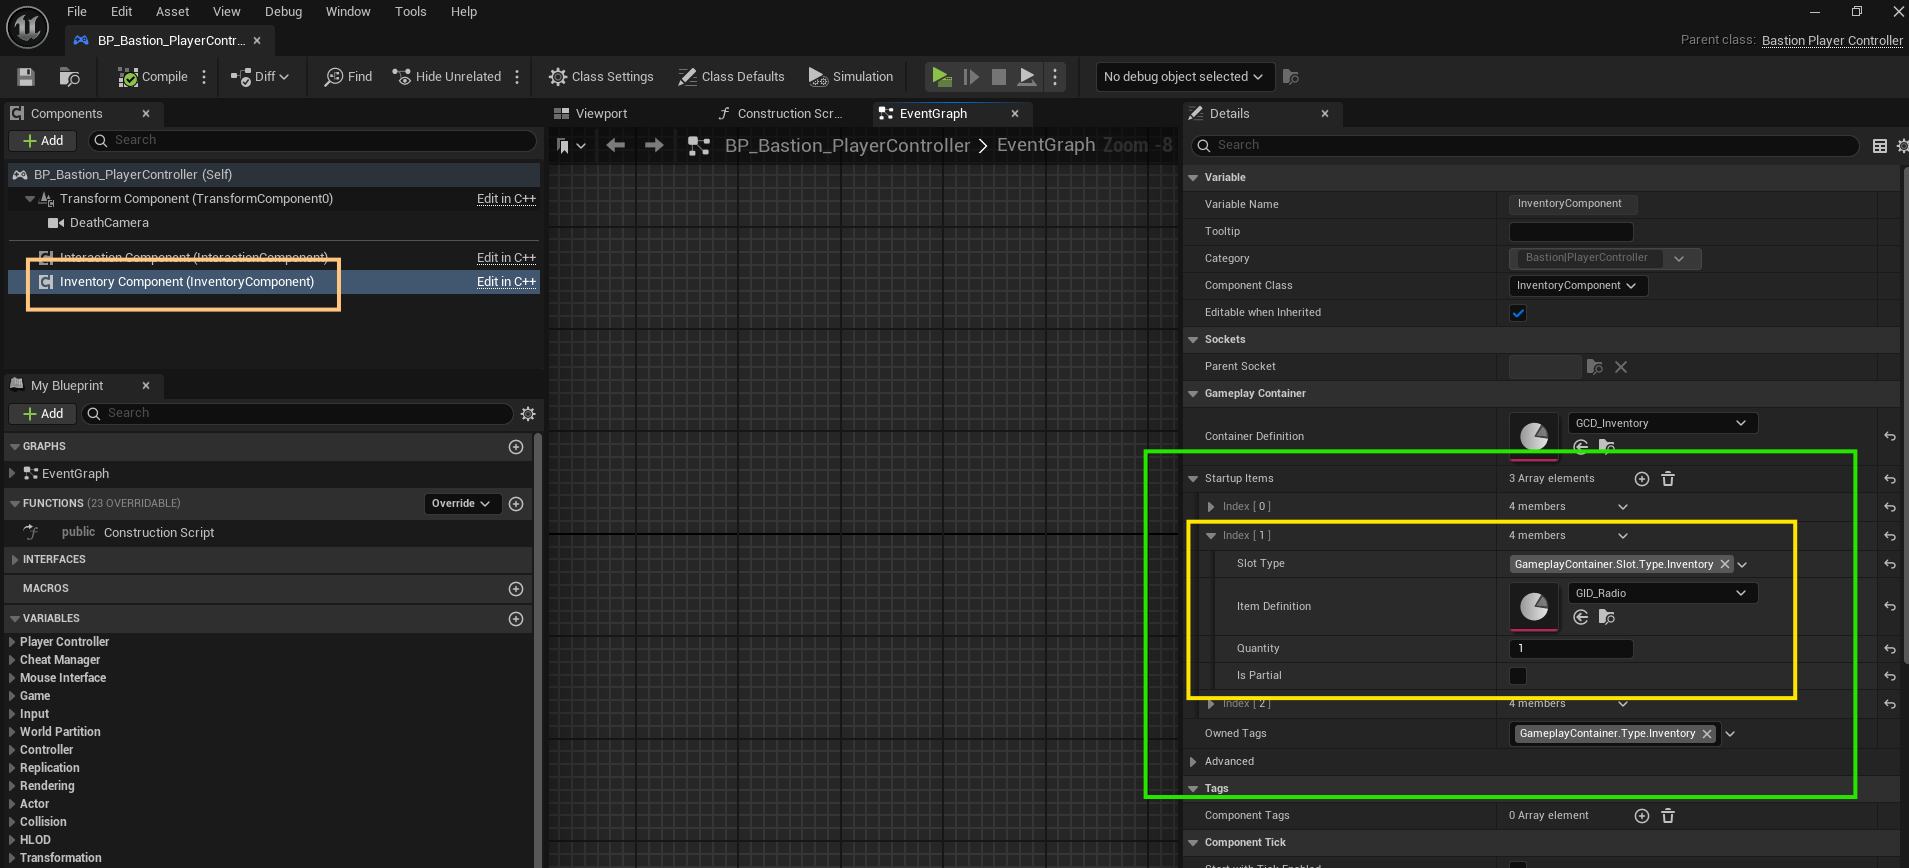 File Edit Asset View Debug Window Tools Help
BP_Bastion_PlayerContr...
Parent class: Bastion Player Controller
Compile Diff Find Hide Unrelated Class Settings Class Defaults Simulation No debug object selected
Components
Add Search
BP_Bastion_PlayerController (Self)
Transform Component (TransformComponent0) Edit in C++
DeathCamera
Interaction Component (InteractionComponent) Edit in C++
Inventory Component (InventoryComponent) Edit in C++
My Blueprint
Add Search
GRAPHS
EventGraph
FUNCTIONS (23 OVERRIDABLE) Override
public Construction Script
INTERFACES
MACROS
VARIABLES
Player Controller
Cheat Manager
Mouse Interface
Game
Input
World Partition
Controller
Replication
Rendering
Actor
Collision
HLOD
Transformation
Viewport Construction Scr... EventGraph
BP_Bastion_PlayerController > EventGraph Zoom -8
Details
Search
Variable
Variable Name InventoryComponent
Tooltip
Category Bastion|PlayerController
Component Class InventoryComponent
Editable when Inherited
Sockets
Parent Socket
Gameplay Container
Container Definition GCD_Inventory
Startup Items 3 Array elements
Index [ 0 ] 4 members
Index [ 1 ] 4 members
Slot Type GameplayContainer.Slot.Type.Inventory
Item Definition GID_Radio
Quantity 1
Is Partial
Index [ 2 ] 4 members
Owned Tags GameplayContainer.Type.Inventory
Advanced
Tags
Component Tags 0 Array element
Component Tick
Start with Tick Enabled